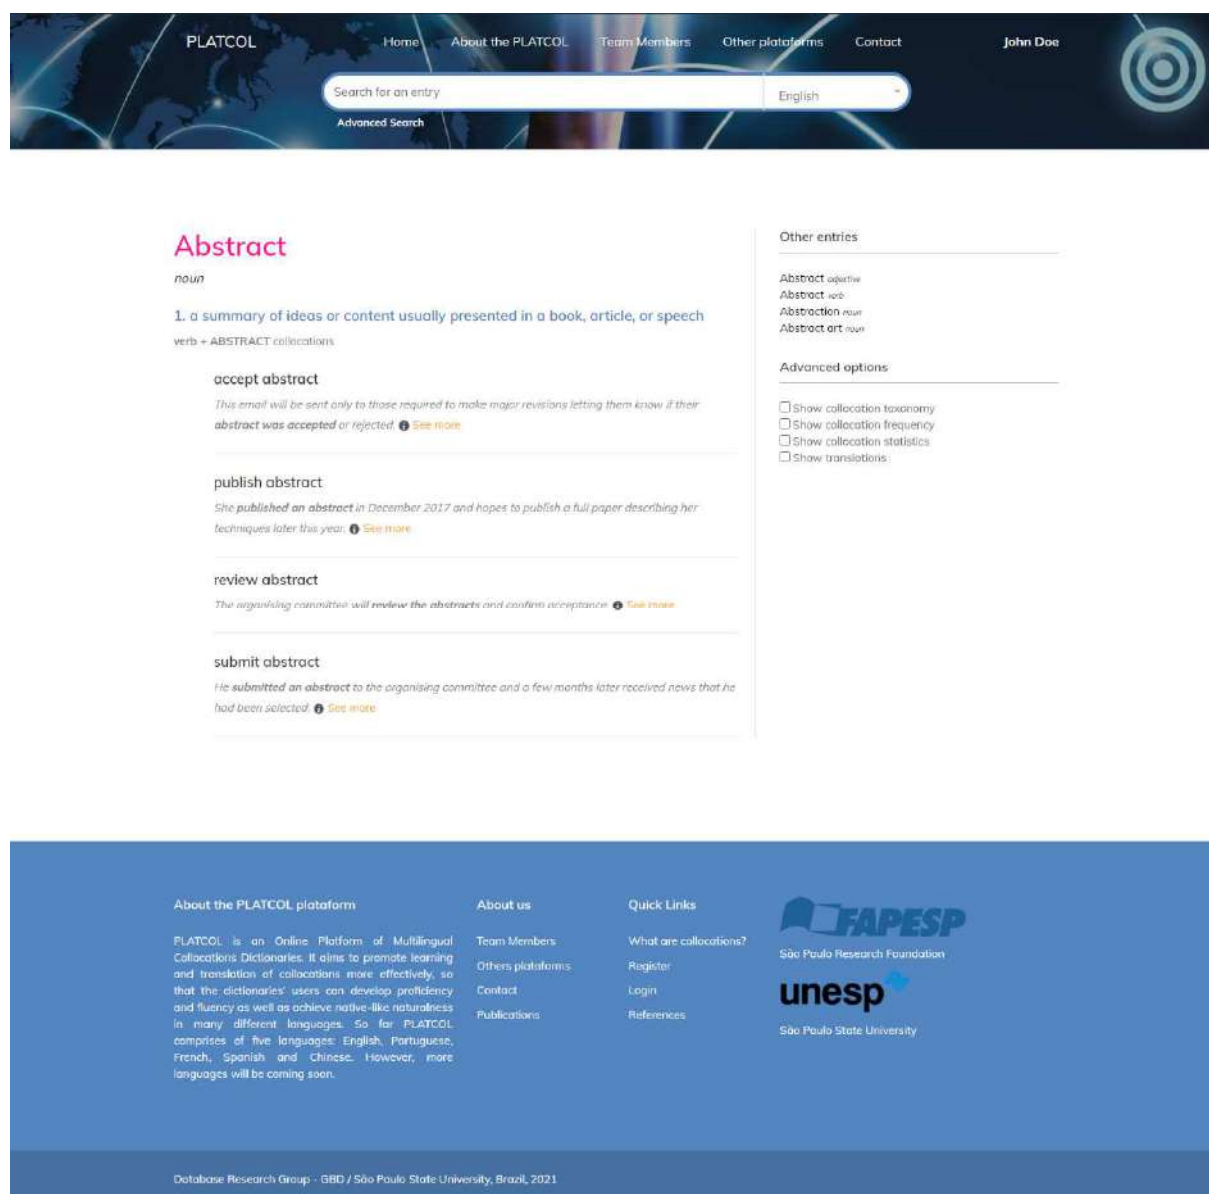 PLATCOL
Home
About the PLATCOL
Team Members
Other plataforms
Contact
John Doe
Search for an entry
English
Advanced Search
Abstract
noun
1. a summary of ideas or content usually presented in a book, article, or speech
verb + ABSTRACT collocations
accept abstract
This email will be sent only to those required to make major revisions letting them know if their
abstract was accepted or rejected. See more
publish abstract
She published an abstract in December 2017 and hopes to publish a full paper describing her
techniques later this year. See more
review abstract
The organising committee will review the abstracts and confirm acceptance. See more
submit abstract
He submitted an abstract to the organising committee and a few months later received news that he
had been selected. See more
Other entries
Abstract adjective
Abstract verb
Abstraction noun
Abstract art noun
Advanced options
Show collocation taxonomy
Show collocation frequency
Show collocation statistics
Show translations
About the PLATCOL plataform
PLATCOL is an Online Platform of Multilingual
Collocations Dictionaries. It aims to promote learning
and translation of collocations more effectively, so
that the dictionaries' users can develop proficiency
and fluency as well as achieve native-like naturalness
in many different languages. So far PLATCOL
comprises of five languages: English, Portuguese,
French, Spanish and Chinese. However, more
languages will be coming soon.
About us
Team Members
Others plataforms
Contact
Publications
Quick Links
What are collocations?
Register
Login
References
FAPESP
São Paulo Research Foundation
unesp
São Paulo State University
Database Research Group - GBD / São Paulo State University, Brazil, 2021